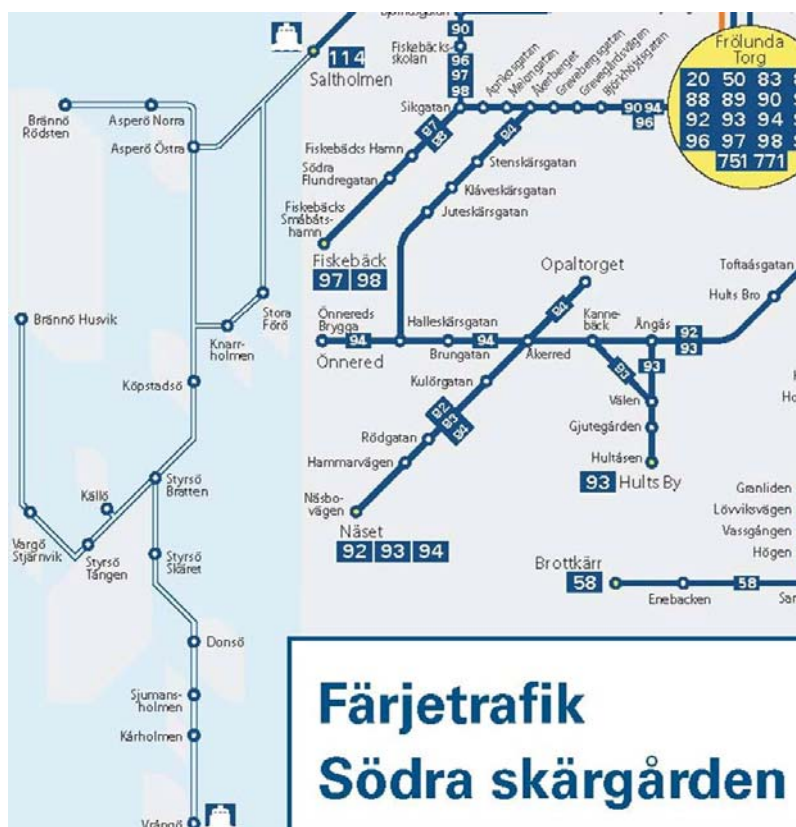 90
Fiskebäcks-
skolan
96
97
98
Aprikosgatan
Melongatan
Åkerberget
Grevebergsgatan
Grevegårdsvägen
Björkhöjdsgatan
Frölunda
Torg
20 50 83
88 89 90
92 93 94
96 97 98
751 771
114
Saltholmen
Sikgatan
90 94
96
Brännö
Rödsten
Asperö Norra
Asperö Östra
97
98
94
Fiskebäcks Hamn
Södra
Flundregatan
Fiskebäcks
Småbåts-
hamn
Stenskärsgatan
Klåveskärsgatan
Juteskärsgatan
Fiskebäck
97 98
Opaltorget
Toftaåsgatan
Hults Bro
Brännö Husvik
Stora
Förö
Knarr-
holmen
Önnereds
Brygga
94
Önnered
Halleskärsgatan
Brungatan
94
Åkerred
94
Kanne-
bäck
Ängås
92
93
93
93
Köpstadsö
Kulörgatan
Välen
92
93
94
Gjutegården
Rödgatan
Hammarvägen
Hultåsen
93 Hults By
Styrsö
Bratten
Källö
Näsbo-
vägen
Näset
92 93 94
Granliden
Lövviksvägen
Vassgången
Högen
Vargö
Stjärnvik
Styrsö
Tången
Styrsö
Skäret
Brottkärr
58
Enebacken
58
Donsö
Sjumans-
holmen
Kårholmen
Vrångö
Färjetrafik
Södra skärgården